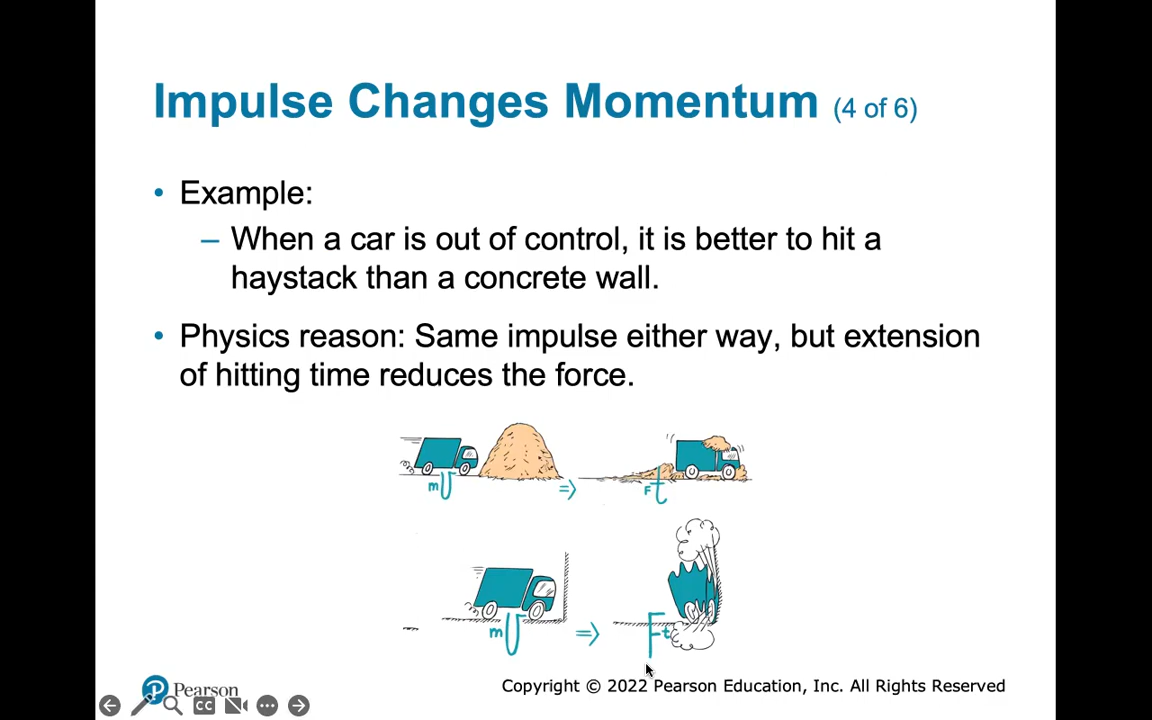 Impulse Changes Momentum (4 of 6)
• Example:
– When a car is out of control, it is better to hit a
haystack than a concrete wall.
• Physics reason: Same impulse either way, but extension
of hitting time reduces the force.
mv ⇒ Ft
mv ⇒ Ft
Pearson
Copyright © 2022 Pearson Education, Inc. All Rights Reserved
CC